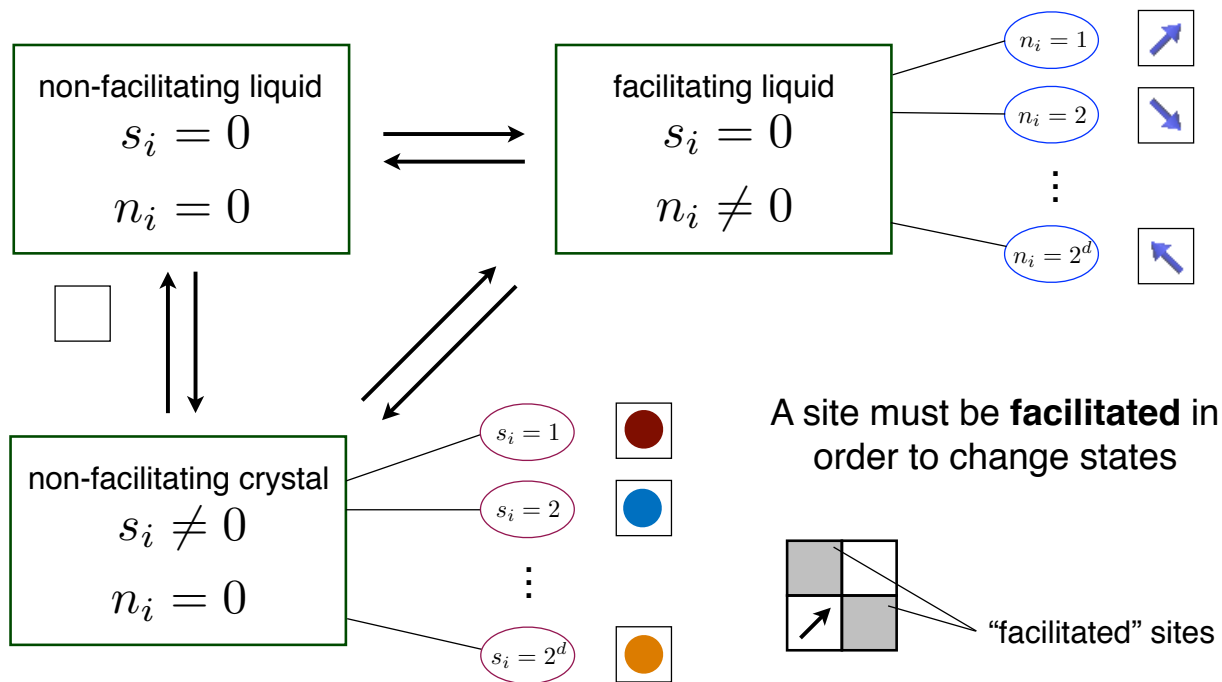 non-facilitating liquid
s_i = 0
n_i = 0
facilitating liquid
s_i = 0
n_i ≠ 0
n_i = 1
n_i = 2
⋮
n_i = 2^d
non-facilitating crystal
s_i ≠ 0
n_i = 0
s_i = 1
s_i = 2
⋮
s_i = 2^d
A site must be facilitated in
order to change states
“facilitated” sites